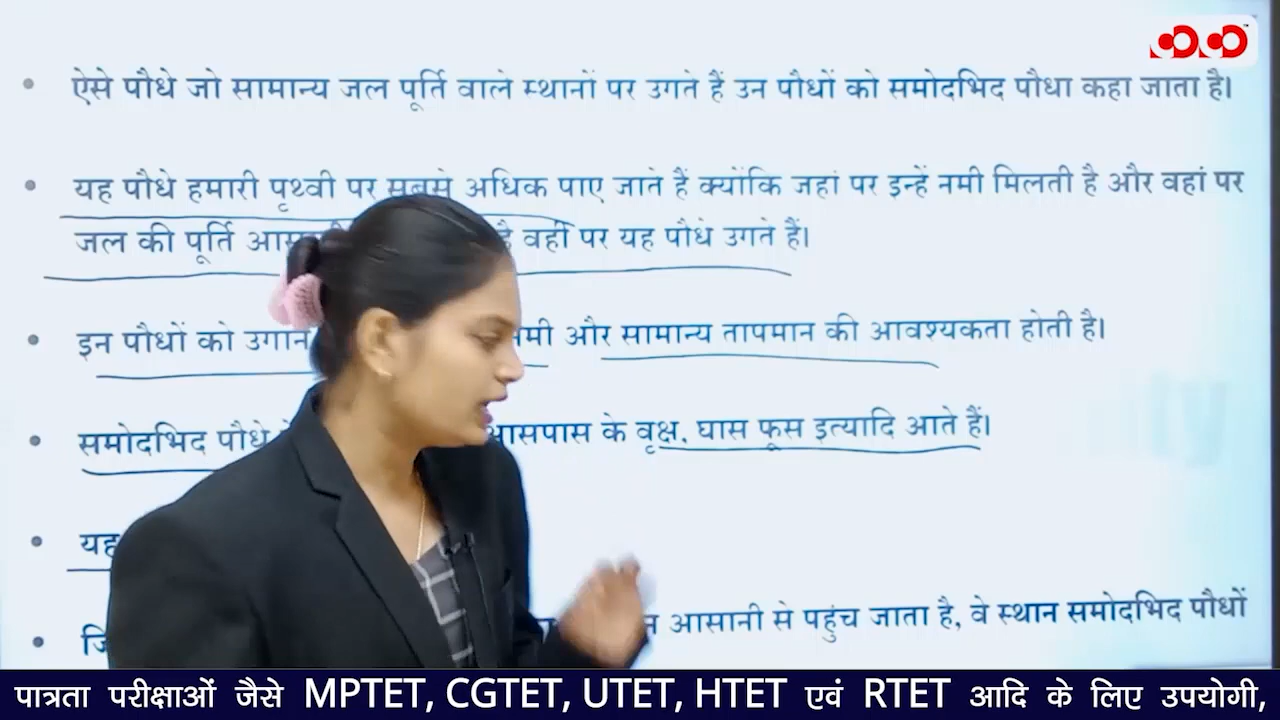 ऐसे पौधे जो सामान्य जल पूर्ति वाले स्थानों पर उगते हैं उन पौधों को समोदभिद पौधा कहा जाता है।
यह पौधे हमारी पृथ्वी पर सबसे अधिक पाए जाते हैं क्योंकि जहां पर इन्हें नमी मिलती है और वहां पर
जल की पूर्ति है वहीं पर यह पौधे उगते हैं।
इन पौधों को और सामान्य तापमान की आवश्यकता होती है।
समोदभिद पौधे आसपास के वृक्ष, घास फूस इत्यादि आते हैं।
यह
आसानी से पहुंच जाता है, वे स्थान समोदभिद पौधों
पात्रता परीक्षाओं जैसे MPTET, CGTET, UTET, HTET एवं RTET आदि के लिए उपयोगी,